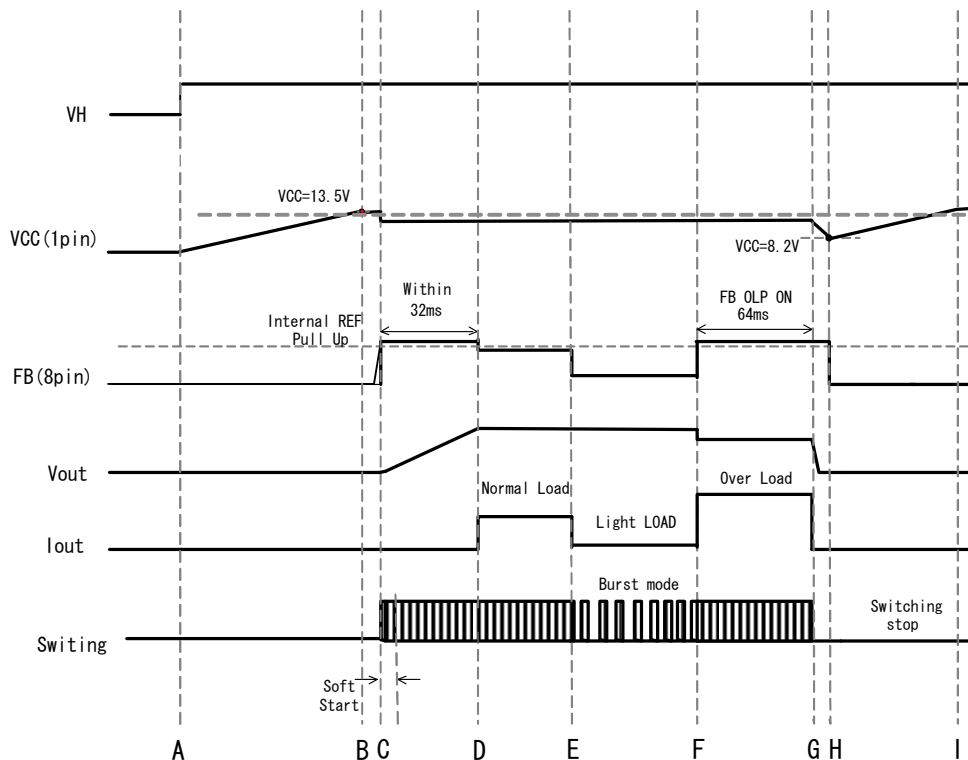 VH
VCC=13.5V
VCC(1pin)
VCC=8.2V
Within
32ms
FB OLP ON
64ms
Internal REF
Pull Up
FB(8pin)
Vout
Normal Load
Over Load
Light LOAD
Iout
Burst mode
Switching
stop
Switing
Soft
Start
A B C D E F G H I